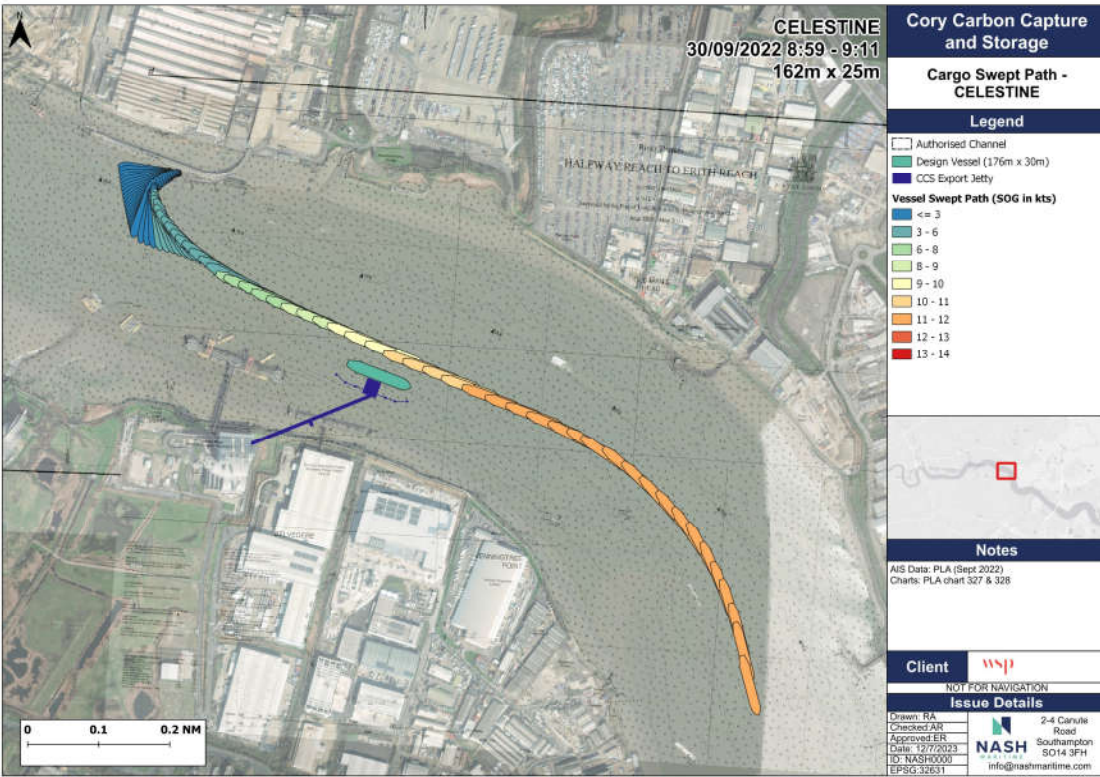 N
CELESTINE
30/09/2022 8:59 - 9:11
162m x 25m
HALFWAY REACH TO ERITH REACH
BELVEDERE
POINT
0 0.1 0.2 NM
Cory Carbon Capture
and Storage
Cargo Swept Path -
CELESTINE
Legend
Authorised Channel
Design Vessel (176m x 30m)
CCS Export Jetty
Vessel Swept Path (SOG in kts)
<= 3
3 - 6
6 - 8
8 - 9
9 - 10
10 - 11
11 - 12
12 - 13
13 - 14
Notes
AIS Data: PLA (Sept 2022)
Charts: PLA chart 327 & 328
Client
wsp
NOT FOR NAVIGATION
Issue Details
Drawn: RA
Checked:AR
Approved:ER
Date: 12/7/2023
ID: NASH0000
EPSG:32631
NASH
MARITIME
2-4 Canute
Road
Southampton
SO14 3FH
info@nashmaritime.com